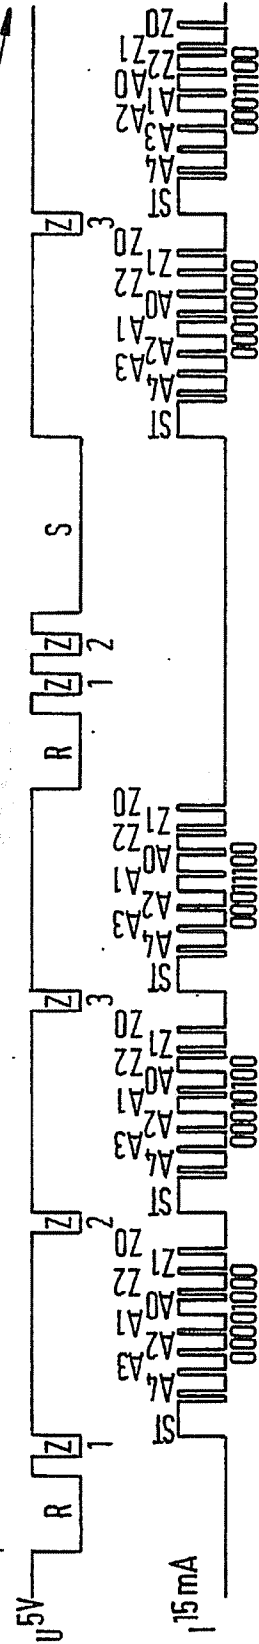 U 5V R Z Z Z R Z Z S Z
1 2 3 1 2 3
I 15mA
ST A4 A3 A2 A1 A0 Z2 Z1 Z0
00001000
ST A4 A3 A2 A1 A0 Z2 Z1 Z0
00010100
ST A4 A3 A2 A1 A0 Z2 Z1 Z0
00011100
ST A4 A3 A2 A1 A0 Z2 Z1 Z0
00010000
ST A4 A3 A2 A1 A0 Z2 Z1 Z0
00011100